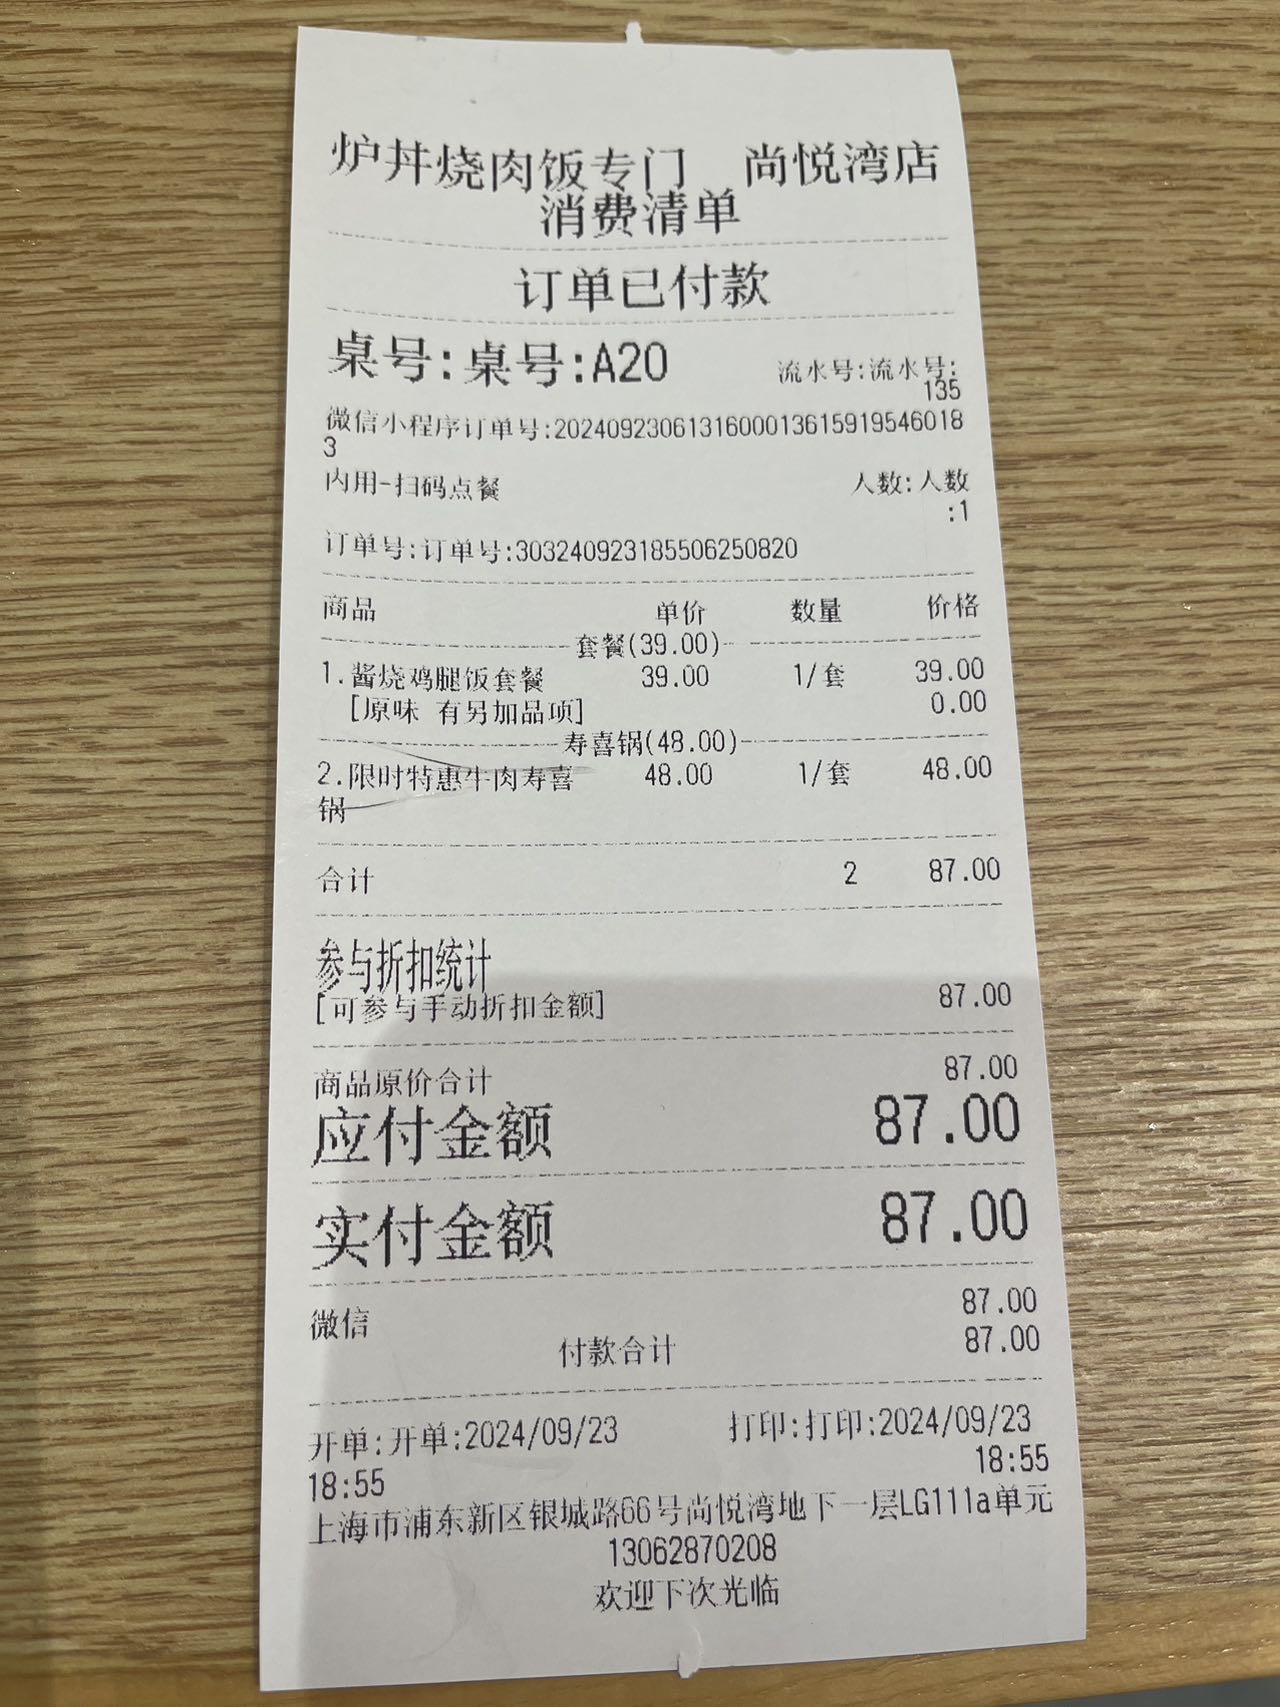 炉丼烧肉饭专门 尚悦湾店
消费清单
订单已付款
桌号:桌号:A20 流水号:流水号:
135
微信小程序订单号:2024092306131600013615919546018
3
内用-扫码点餐 人数:人数
:1
订单号:订单号:303240923185506250820
商品 单价 数量 价格
套餐(39.00)
1.酱烧鸡腿饭套餐 39.00 1/套 39.00
[原味 有另加品项] 0.00
寿喜锅(48.00)
2.限时特惠牛肉寿喜 48.00 1/套 48.00
锅
合计 2 87.00
参与折扣统计
[可参与手动折扣金额] 87.00
商品原价合计 87.00
应付金额 87.00
实付金额 87.00
微信 87.00
付款合计 87.00
开单:开单:2024/09/23 打印:打印:2024/09/23
18:55 18:55
上海市浦东新区银城路66号尚悦湾地下一层LG111a单元
13062870208
欢迎下次光临